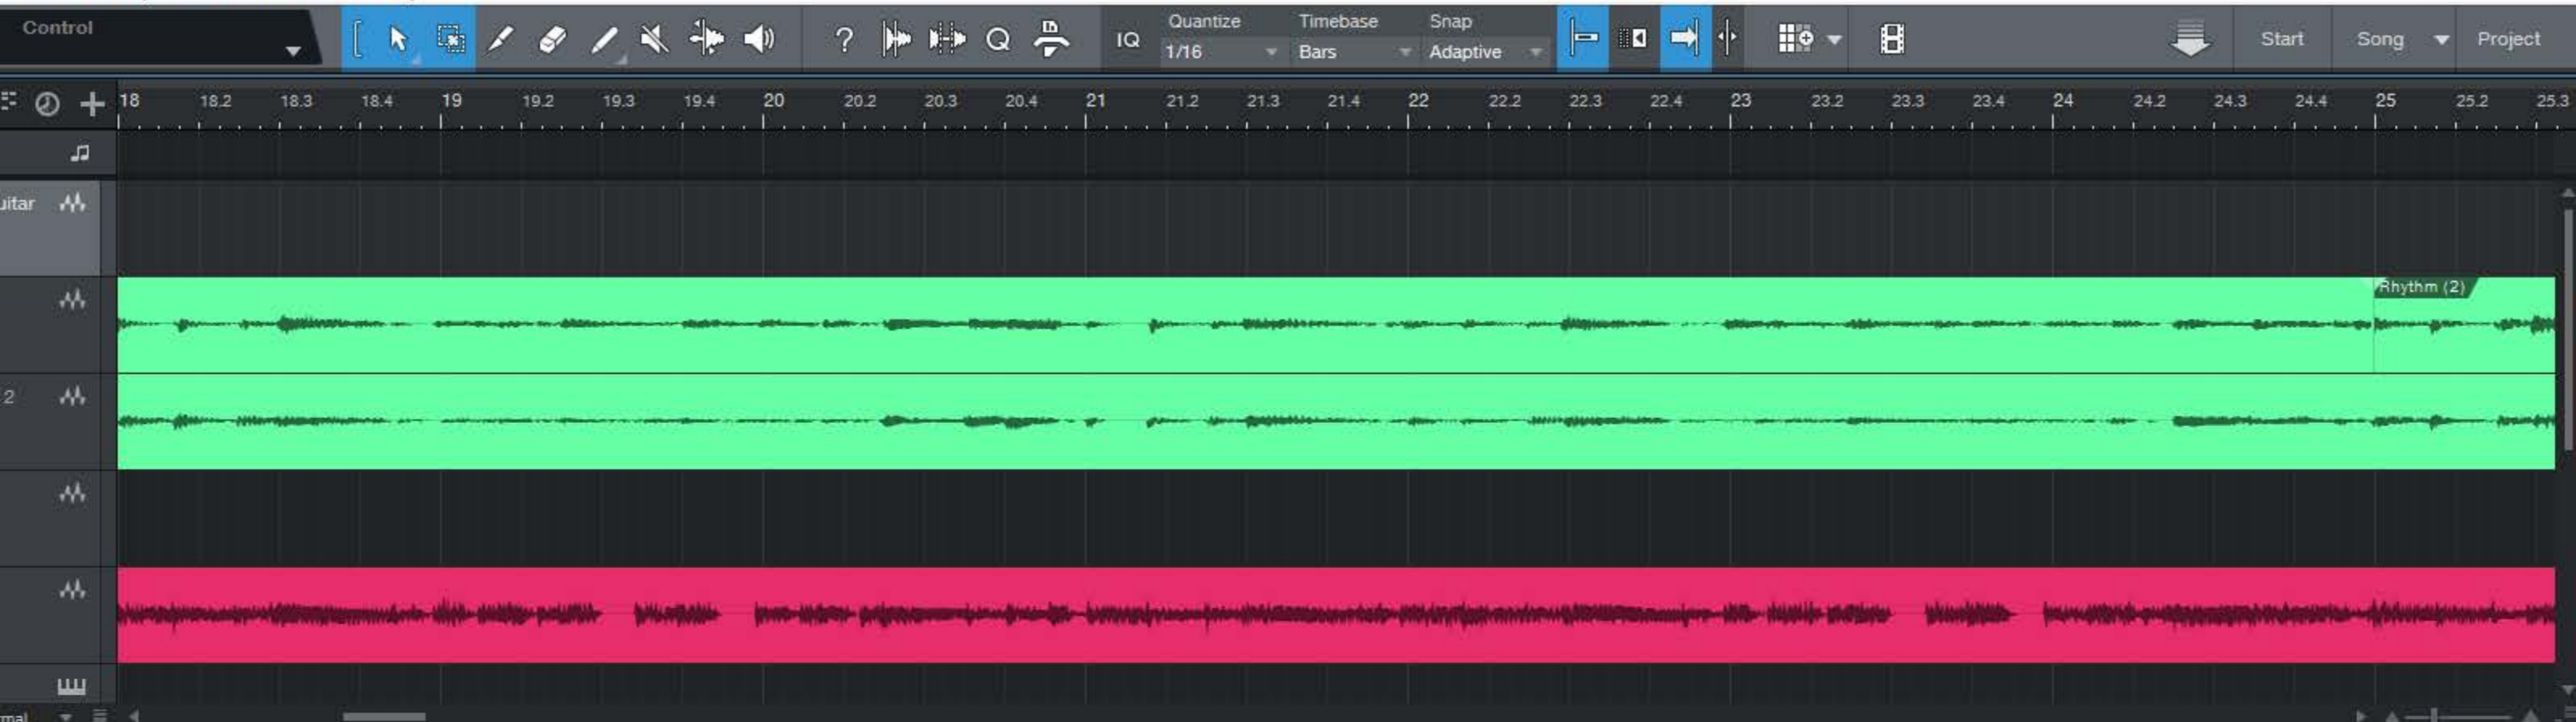 Control
Quantize Timebase Snap
IQ 1/16 Bars Adaptive Start Song Project
18 18.2 18.3 18.4 19 19.2 19.3 19.4 20 20.2 20.3 20.4 21 21.2 21.3 21.4 22 22.2 22.3 22.4 23 23.2 23.3 23.4 24 24.2 24.3 24.4 25 25.2 25.3
uitar
Rhythm (2)
2